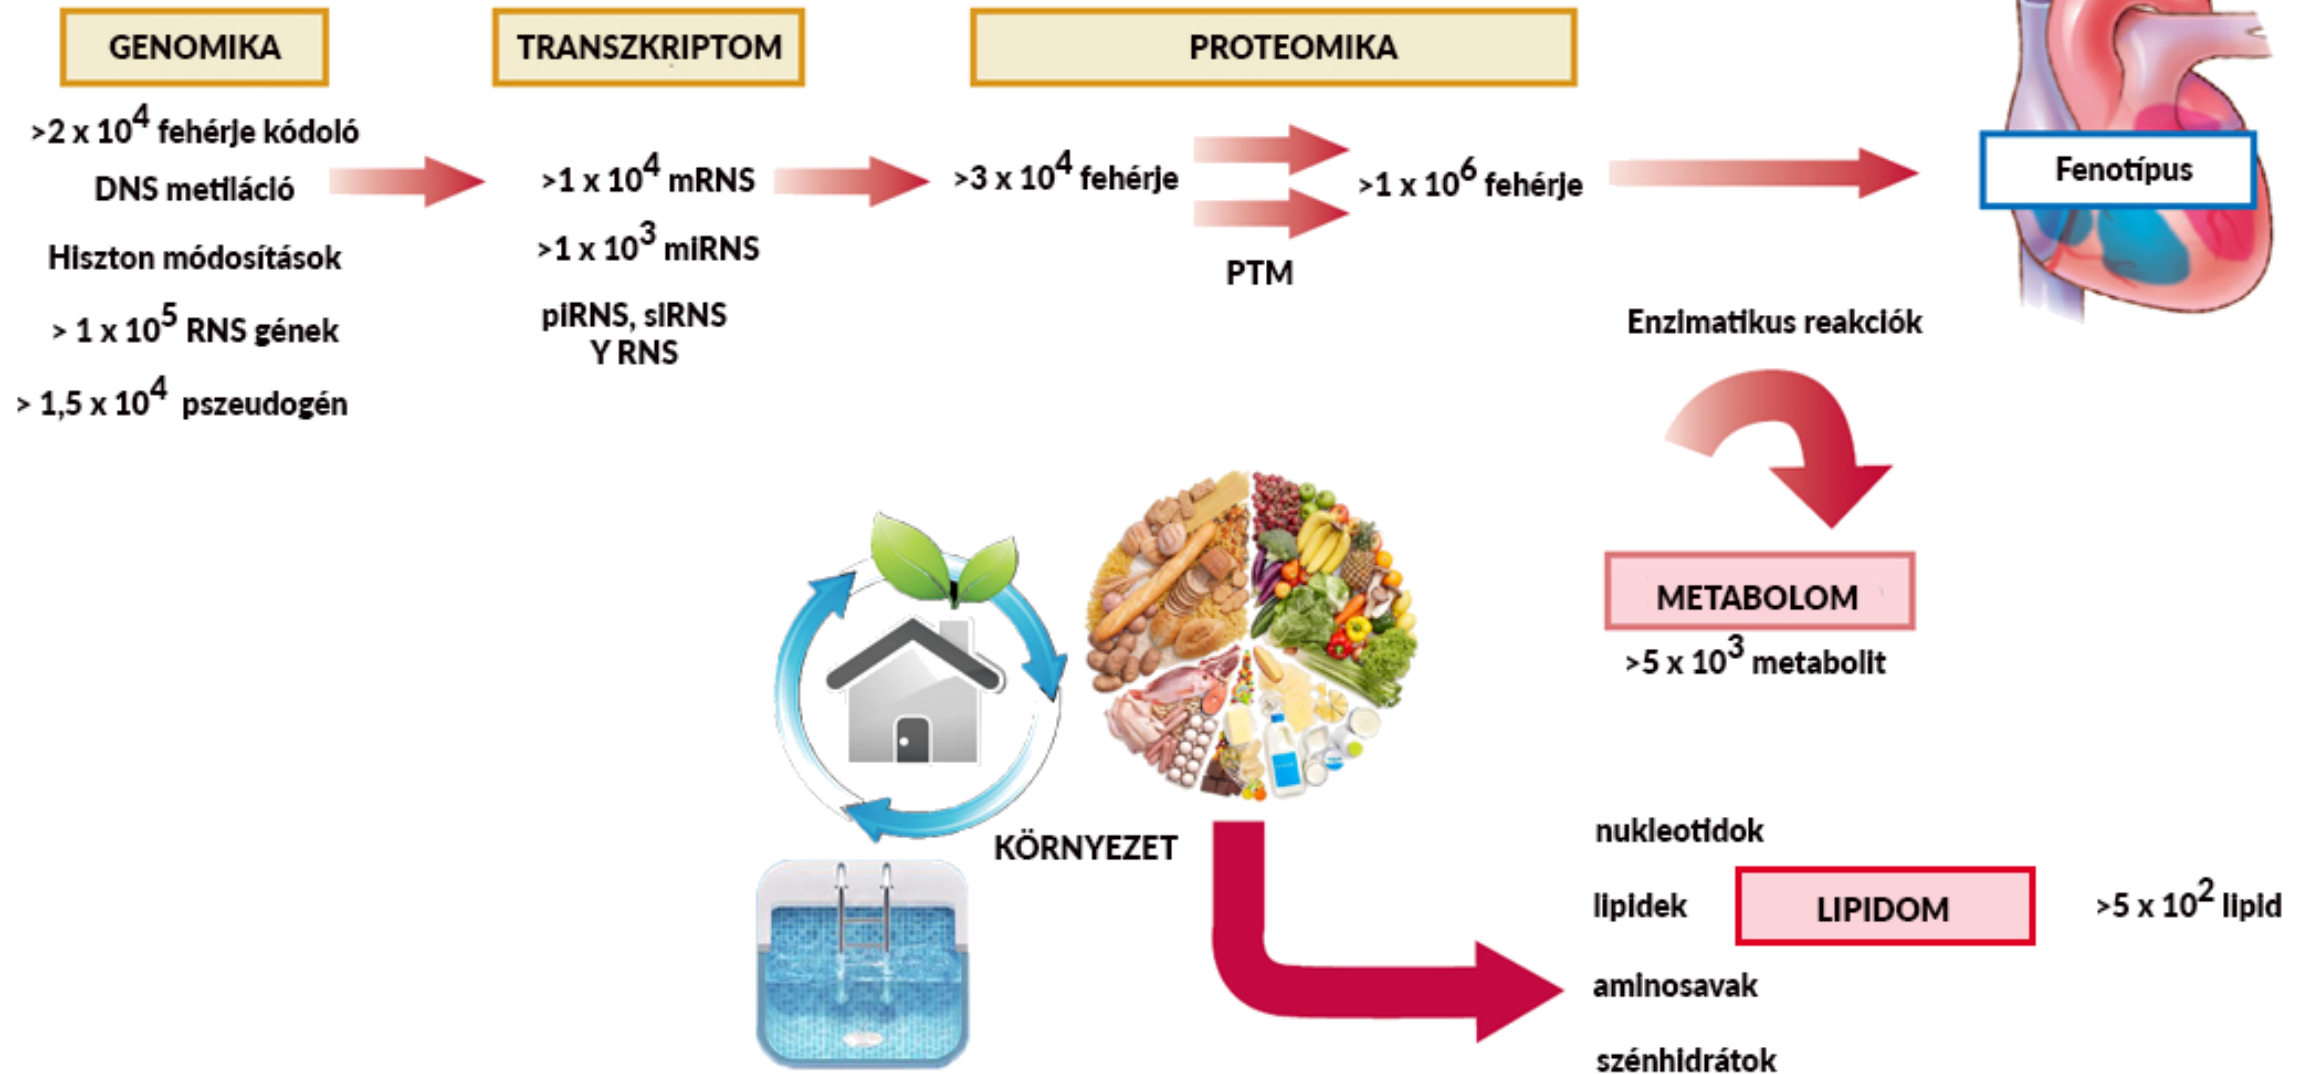 GENOMIKA
>2 x 10⁴ fehérje kódoló
DNS metiláció
Hiszton módosítások
> 1 x 10⁵ RNS gének
> 1,5 x 10⁴ pszeudogén
TRANSZKRIPTOM
>1 x 10⁴ mRNS
>1 x 10³ miRNS
piRNS, siRNS
Y RNS
PROTEOMIKA
>3 x 10⁴ fehérje
>1 x 10⁶ fehérje
PTM
Fenotípus
Enzimatikus reakciók
METABOLOM
>5 x 10³ metabolit
KÖRNYEZET
nukleotidok
lipidek
LIPIDOM
>5 x 10² lipid
aminosavak
szénhidrátok